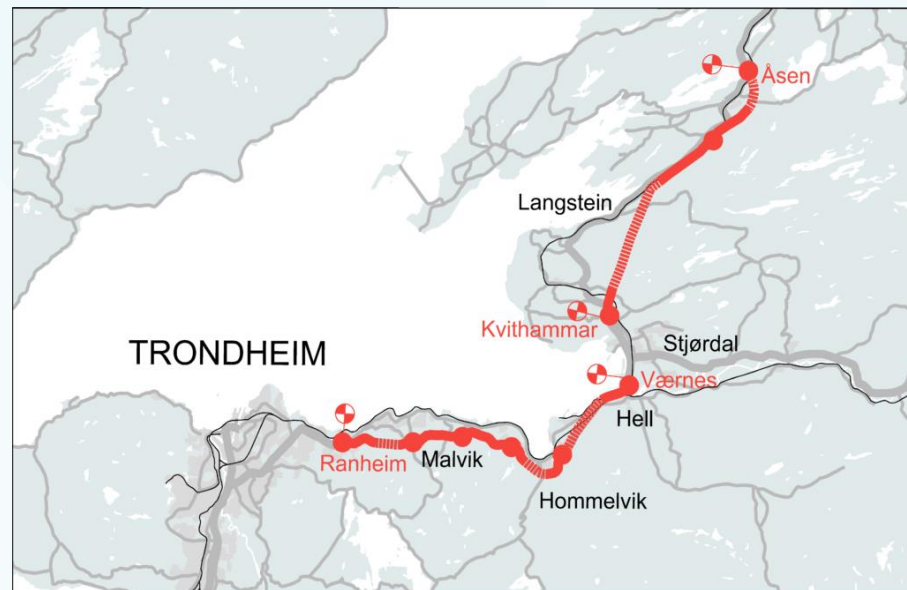 Åsen
Langstein
Kvithammar
Stjørdal
TRONDHEIM
Værnes
Hell
Ranheim
Malvik
Hommelvik